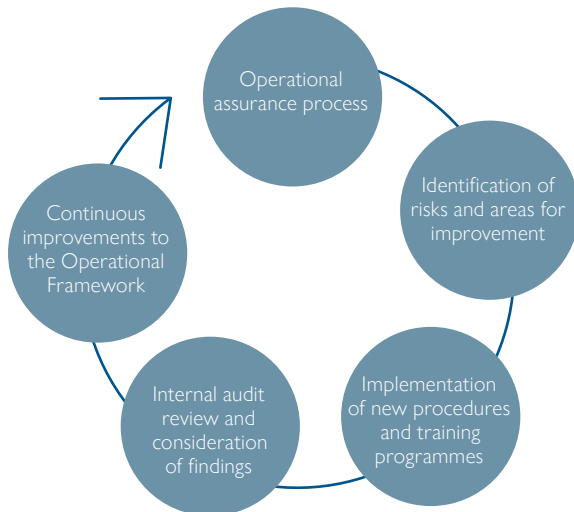 Operational
assurance process
Identification of
risks and areas for
improvement
Implementation
of new procedures
and training
programmes
Internal audit
review and
consideration
of findings
Continuous
improvements to
the Operational
Framework